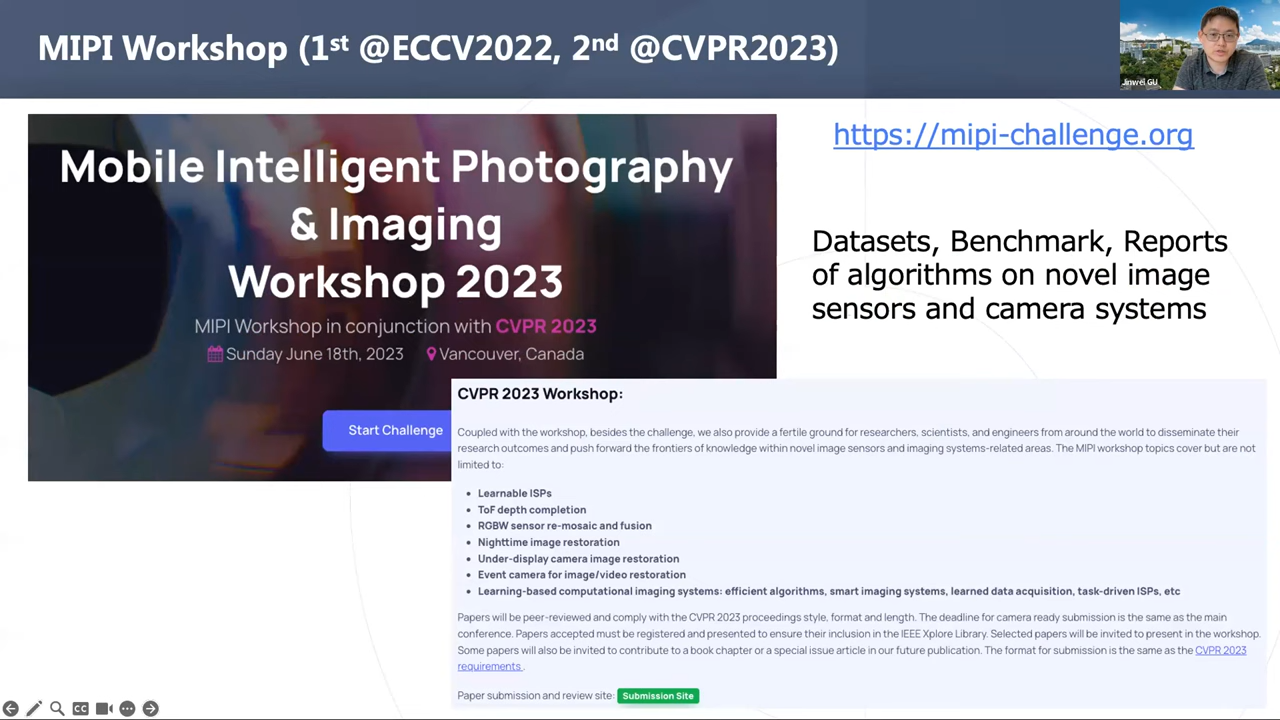 MIPI Workshop (1st @ECCV2022, 2nd @CVPR2023)
Jinwei GU
Mobile Intelligent Photography
& Imaging
Workshop 2023
MIPI Workshop in conjunction with CVPR 2023
Sunday June 18th, 2023 Vancouver, Canada
Start Challenge
https://mipi-challenge.org
Datasets, Benchmark, Reports
of algorithms on novel image
sensors and camera systems
CVPR 2023 Workshop:
Coupled with the workshop, besides the challenge, we also provide a fertile ground for researchers, scientists, and engineers from around the world to disseminate their
research outcomes and push forward the frontiers of knowledge within novel image sensors and imaging systems-related areas. The MIPI workshop topics cover but are not
limited to:
• Learnable ISPs
• ToF depth completion
• RGBW sensor re-mosaic and fusion
• Nighttime image restoration
• Under-display camera image restoration
• Event camera for image/video restoration
• Learning-based computational imaging systems: efficient algorithms, smart imaging systems, learned data acquisition, task-driven ISPs, etc
Papers will be peer-reviewed and comply with the CVPR 2023 proceedings style, format and length. The deadline for camera ready submission is the same as the main
conference. Papers accepted must be registered and presented to ensure their inclusion in the IEEE Xplore Library. Selected papers will be invited to present in the workshop.
Some papers will also be invited to contribute to a book chapter or a special issue article in our future publication. The format for submission is the same as the CVPR 2023
requirements .
Paper submission and review site: Submission Site
CC